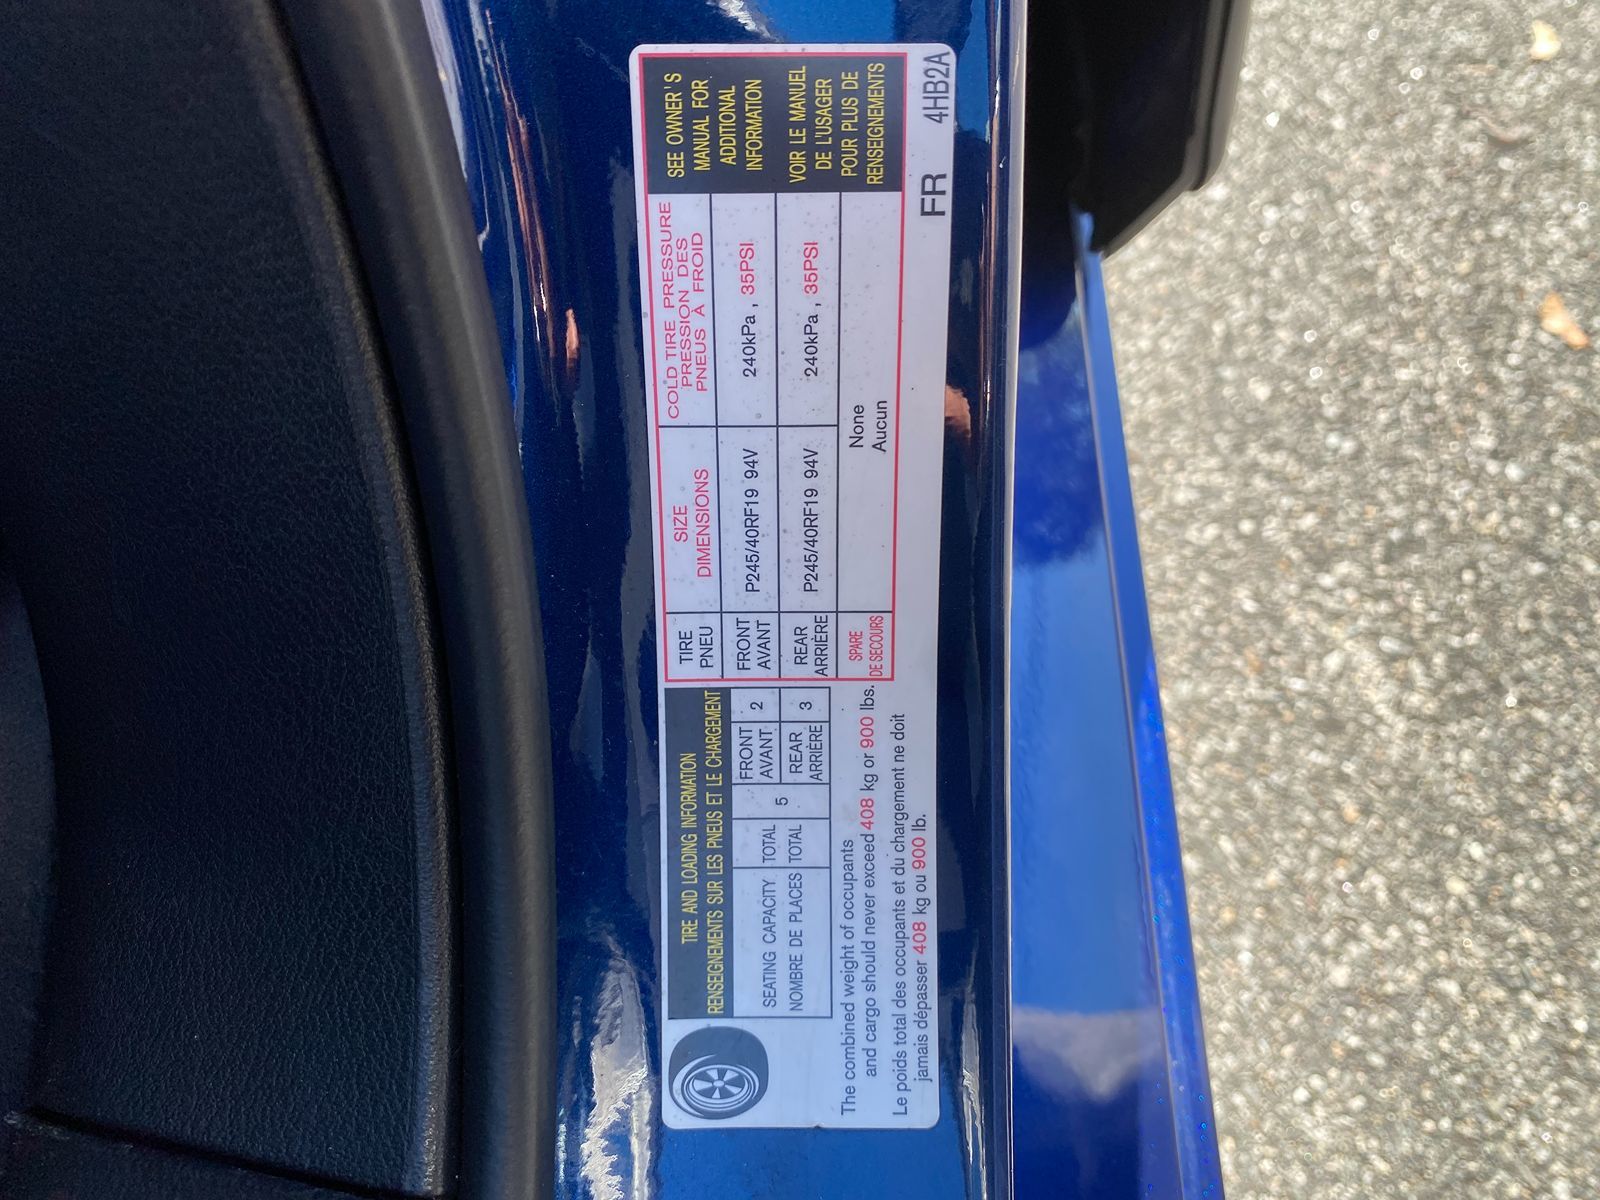 TIRE AND LOADING INFORMATION
RENSEIGNEMENTS SUR LES PNEUS ET LE CHARGEMENT
SEATING CAPACITY TOTAL 5 FRONT AVANT 2
NOMBRE DE PLACES TOTAL REAR ARRIÈRE 3
The combined weight of occupants
and cargo should never exceed 408 kg or 900 lbs.
Le poids total des occupants et du chargement ne doit
jamais dépasser 408 kg ou 900 lb.
TIRE
PNEU
SIZE
DIMENSIONS
COLD TIRE PRESSURE
PRESSION DES
PNEUS À FROID
FRONT
AVANT
P245/40RF19 94V
240kPa , 35PSI
REAR
ARRIÈRE
P245/40RF19 94V
240kPa , 35PSI
SPARE
DE SECOURS
None
Aucun
SEE OWNER'S
MANUAL FOR
ADDITIONAL
INFORMATION
VOIR LE MANUEL
DE L'USAGER
POUR PLUS DE
RENSEIGNEMENTS
FR 4HB2A